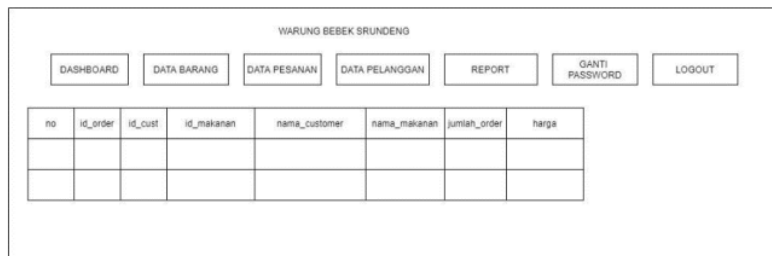 WARUNG BEBEK SRUNDENG
DASHBOARD DATA BARANG DATA PESANAN DATA PELANGGAN REPORT GANTI PASSWORD LOGOUT
no id_order id_cust id_makanan nama_customer nama_makanan jumlah_order harga